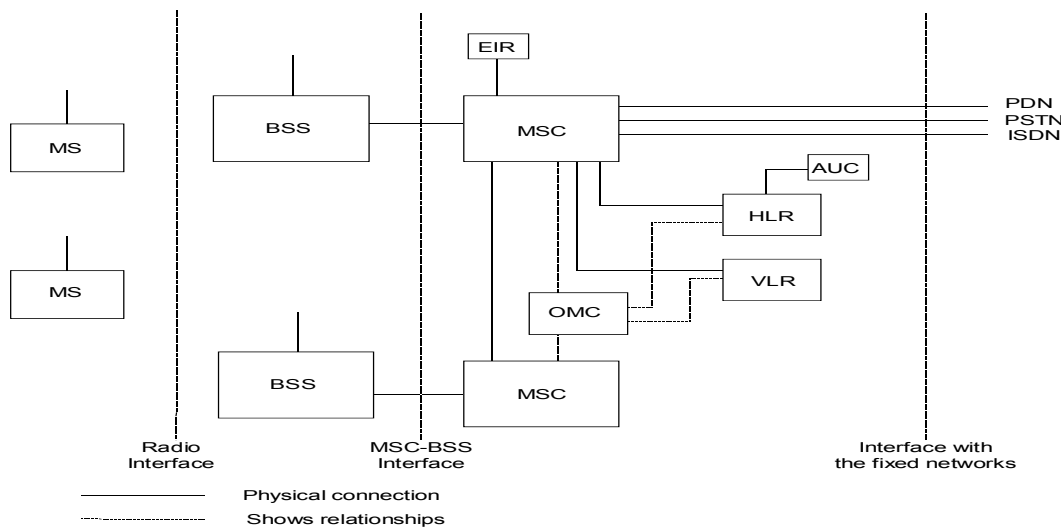 EIR
PDN
PSTN
ISDN
BSS
MSC
MS
AUC
HLR
MS
VLR
OMC
BSS
MSC
Radio
Interface
MSC-BSS
Interface
Interface with
the fixed networks
Physical connection
Shows relationships